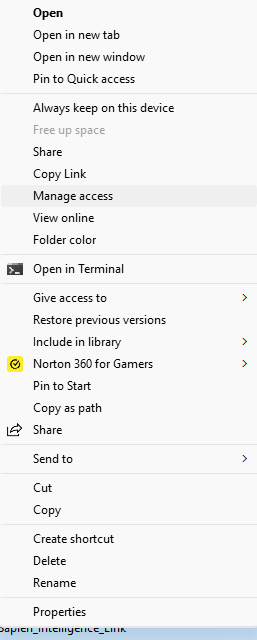 Open
Open in new tab
Open in new window
Pin to Quick access
Always keep on this device
Free up space
Share
Copy Link
Manage access
View online
Folder color
Open in Terminal
Give access to
Restore previous versions
Include in library
Norton 360 for Gamers
Pin to Start
Copy as path
Share
Send to
Cut
Copy
Create shortcut
Delete
Rename
Properties
Sapien_Intelligence_Link